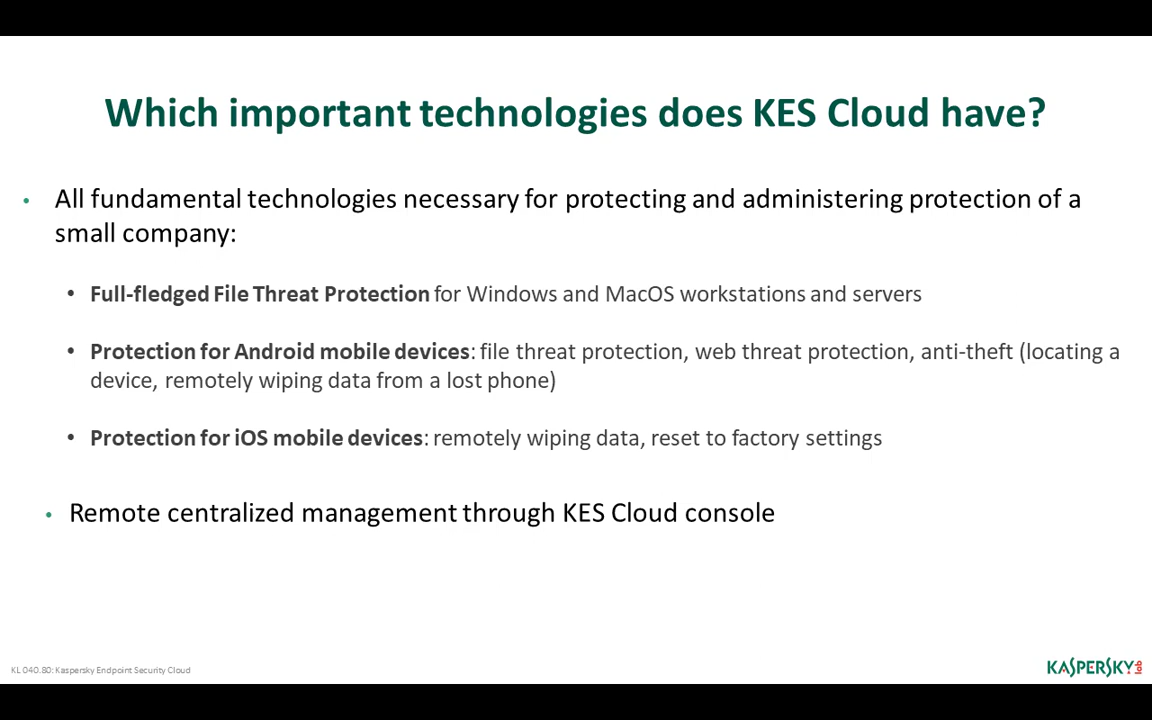 Which important technologies does KES Cloud have?
• All fundamental technologies necessary for protecting and administering protection of a
small company:
• Full-fledged File Threat Protection for Windows and MacOS workstations and servers
• Protection for Android mobile devices: file threat protection, web threat protection, anti-theft (locating a
device, remotely wiping data from a lost phone)
• Protection for iOS mobile devices: remotely wiping data, reset to factory settings
• Remote centralized management through KES Cloud console
KL 040.80: Kaspersky Endpoint Security Cloud
KASPERSKY lab